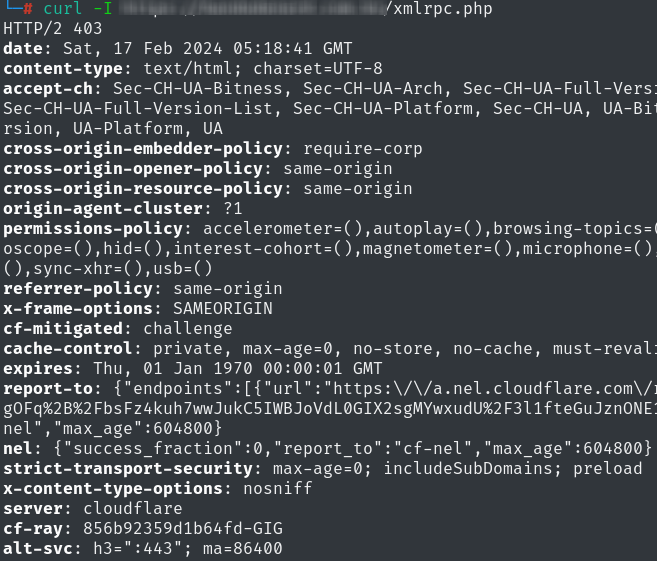 └─# curl -I /xmlrpc.php
HTTP/2 403
date: Sat, 17 Feb 2024 05:18:41 GMT
content-type: text/html; charset=UTF-8
accept-ch: Sec-CH-UA-Bitness, Sec-CH-UA-Arch, Sec-CH-UA-Full-Versi
Sec-CH-UA-Full-Version-List, Sec-CH-UA-Platform, Sec-CH-UA, UA-Bit
rsion, UA-Platform, UA
cross-origin-embedder-policy: require-corp
cross-origin-opener-policy: same-origin
cross-origin-resource-policy: same-origin
origin-agent-cluster: ?1
permissions-policy: accelerometer=(),autoplay=(),browsing-topics=(
oscope=(),hid=(),interest-cohort=(),magnetometer=(),microphone=(),
(),sync-xhr=(),usb=()
referrer-policy: same-origin
x-frame-options: SAMEORIGIN
cf-mitigated: challenge
cache-control: private, max-age=0, no-store, no-cache, must-revali
expires: Thu, 01 Jan 1970 00:00:01 GMT
report-to: {"endpoints":[{"url":"https:\/\/a.nel.cloudflare.com\/r
gOFq%2B%2FbsFz4kuh7wwJukC5IWBJoVdL0GIX2sgMYwxudU%2F3l1fteGuJznONE1
nel","max_age":604800}
nel: {"success_fraction":0,"report_to":"cf-nel","max_age":604800}
strict-transport-security: max-age=0; includeSubDomains; preload
x-content-type-options: nosniff
server: cloudflare
cf-ray: 856b92359d1b64fd-GIG
alt-svc: h3=":443"; ma=86400